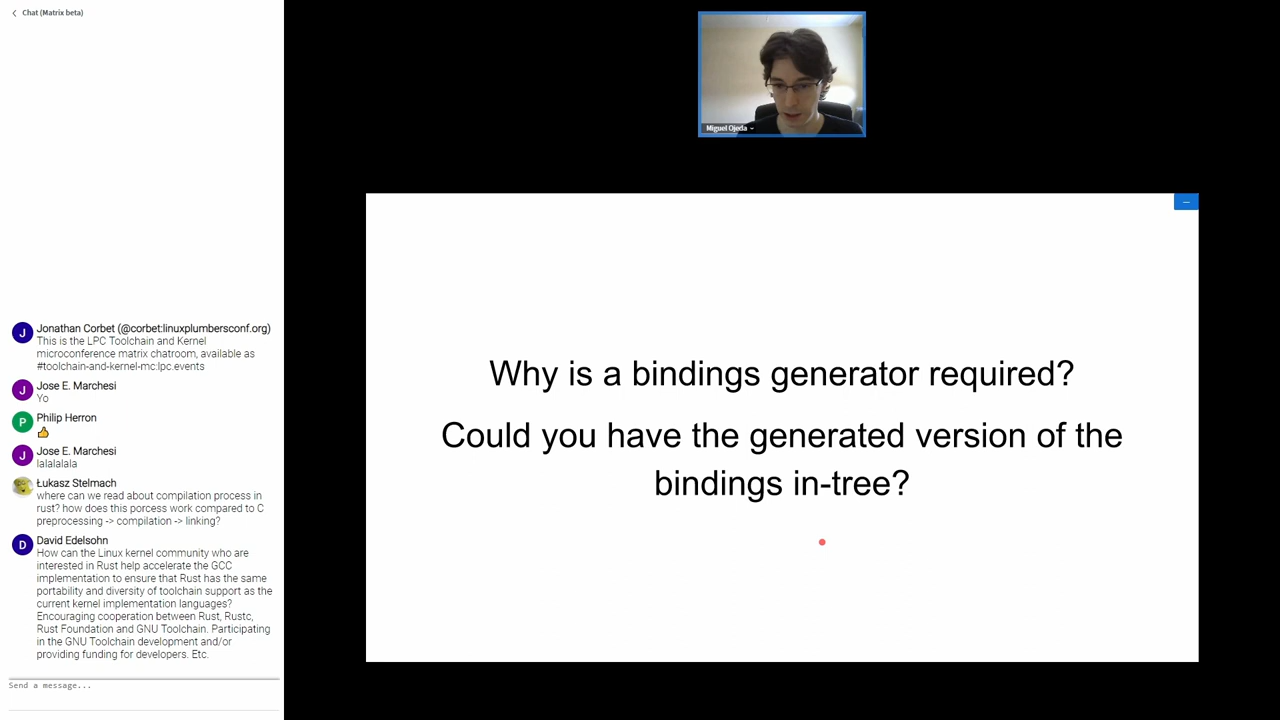 Chat (Matrix beta)
Jonathan Corbet (@corbet:linuxplumbersconf.org)
This is the LPC Toolchain and Kernel
microconference matrix chatroom, available as
#toolchain-and-kernel-mc:lpc.events
J
Jose E. Marchesi
Yo
J
Philip Herron
P
Jose E. Marchesi
lalalalala
J
Łukasz Stelmach
where can we read about compilation process in
rust? how does this porcess work compared to C
preprocessing -> compilation -> linking?
David Edelsohn
D
How can the Linux kernel community who are
interested in Rust help accelerate the GCC
implementation to ensure that Rust has the same
portability and diversity of toolchain support as the
current kernel implementation languages?
Encouraging cooperation between Rust, Rustc,
Rust Foundation and GNU Toolchain. Participating
in the GNU Toolchain development and/or
providing funding for developers. Etc.
Send a message...
Miguel Ojeda
Why is a bindings generator required?
Could you have the generated version of the
bindings in-tree?